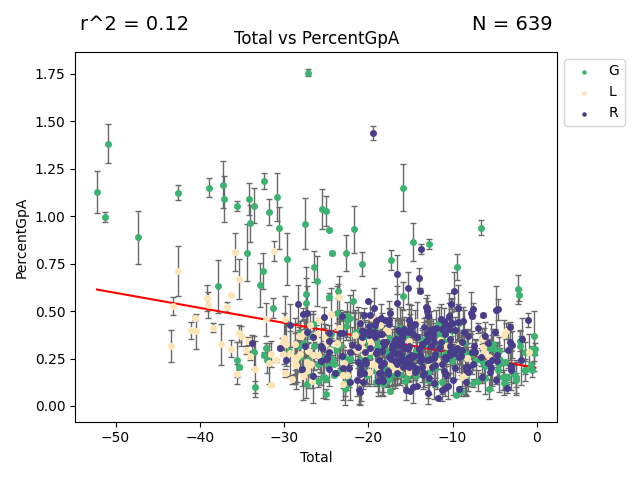 r^2 = 0.12 N = 639
Total vs PercentGpA
PercentGpA
1.75
1.50
1.25
1.00
0.75
0.50
0.25
0.00
−50 −40 −30 −20 −10 0
Total
G
L
R